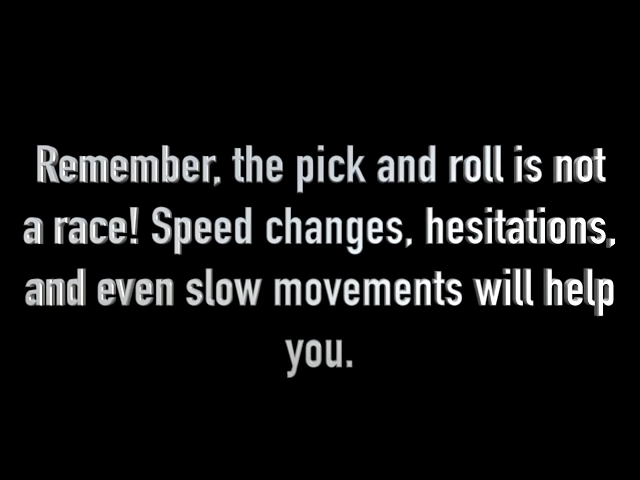 Remember, the pick and roll is not
a race! Speed changes, hesitations,
and even slow movements will help
you.